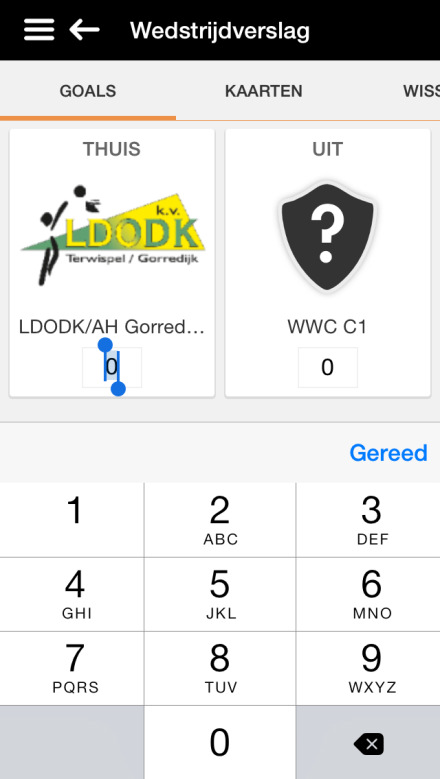 Wedstrijdverslag
GOALS KAARTEN WISS
THUIS
k.v.
LDODK
Terwispel / Gorredijk
LDODK/AH Gorred...
0
UIT
?
WWC C1
0
Gereed
1
2
ABC
3
DEF
4
GHI
5
JKL
6
MNO
7
PQRS
8
TUV
9
WXYZ
0